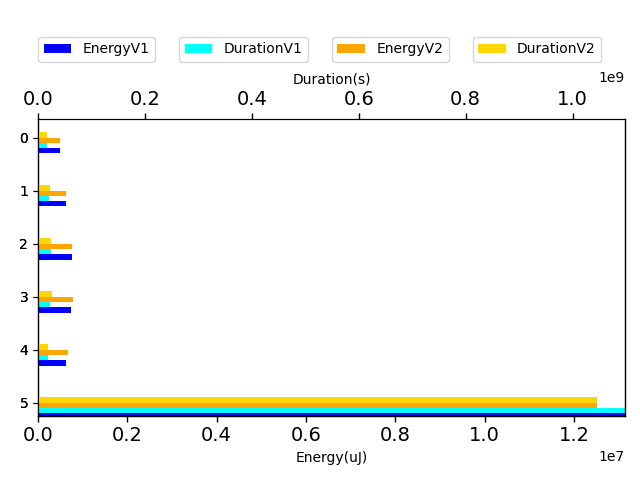 EnergyV1 DurationV1 EnergyV2 DurationV2
Duration(s)
1e9
0.0 0.2 0.4 0.6 0.8 1.0
0
1
2
3
4
5
0.0 0.2 0.4 0.6 0.8 1.0 1.2
Energy(uJ)
1e7